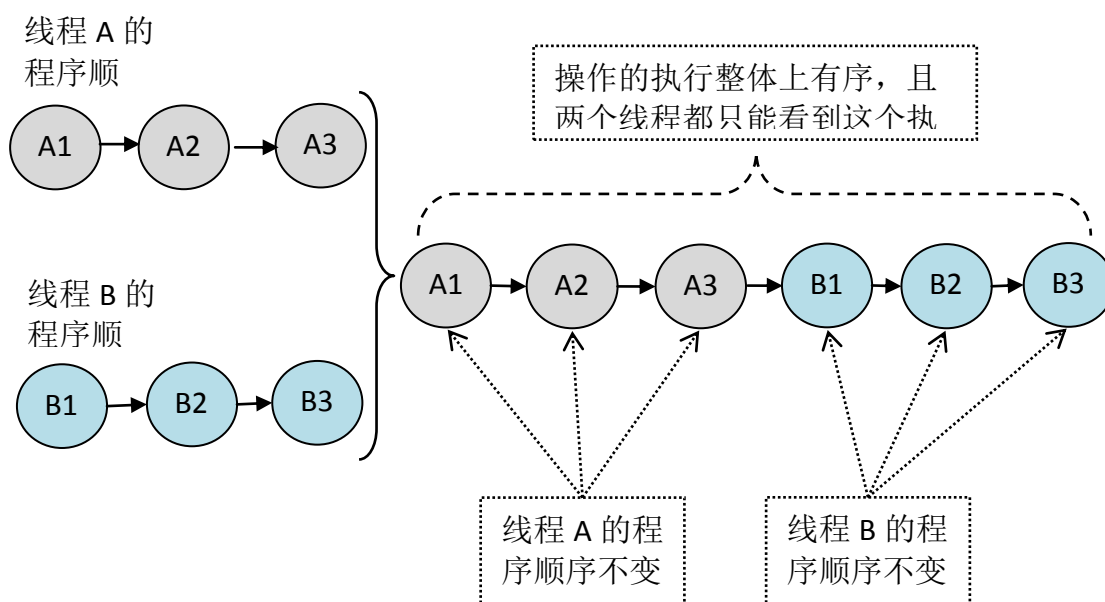 线程 A 的
程序顺
A1 A2 A3
操作的执行整体上有序，且
两个线程都只能看到这个执
线程 B 的
程序顺
B1 B2 B3
A1 A2 A3 B1 B2 B3
线程 A 的程
序顺序不变
线程 B 的程
序顺序不变